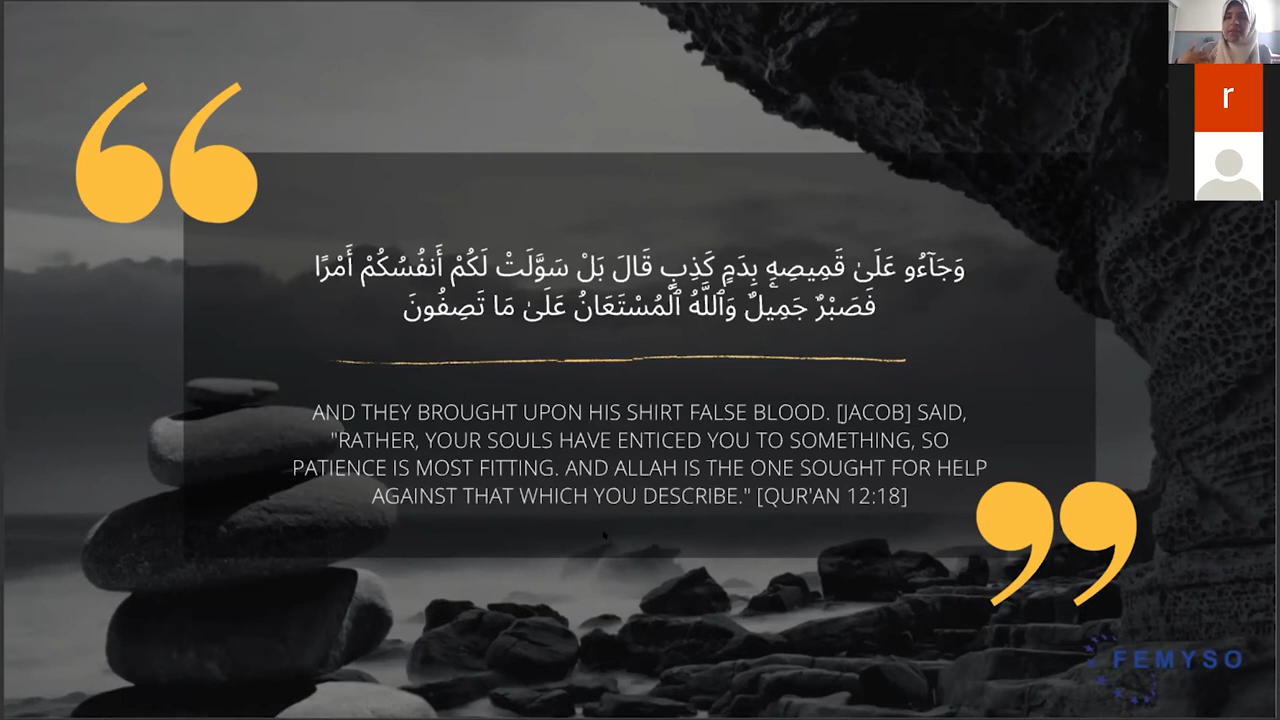 وَجَآءُو عَلَىٰ قَمِيصِهِۦ بِدَمٍ كَذِبٍ قَالَ بَلْ سَوَّلَتْ لَكُمْ أَنفُسُكُمْ أَمْرًا
فَصَبْرٌ جَمِيلٌ وَٱللَّهُ ٱلْمُسْتَعَانُ عَلَىٰ مَا تَصِفُونَ
AND THEY BROUGHT UPON HIS SHIRT FALSE BLOOD. [JACOB] SAID,
"RATHER, YOUR SOULS HAVE ENTICED YOU TO SOMETHING, SO
PATIENCE IS MOST FITTING. AND ALLAH IS THE ONE SOUGHT FOR HELP
AGAINST THAT WHICH YOU DESCRIBE." [QUR'AN 12:18]
r
FEMYSO